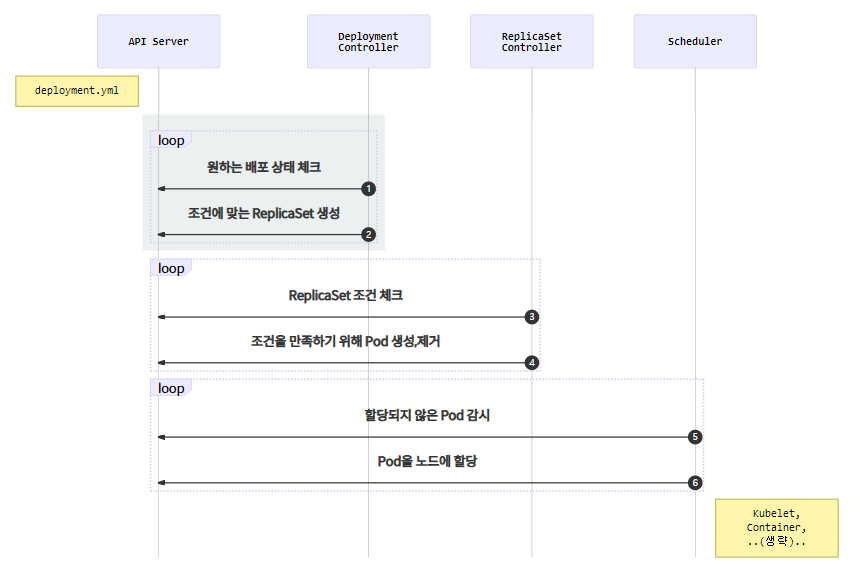 API Server
Deployment
Controller
ReplicaSet
Controller
Scheduler
deployment.yml
loop
원하는 배포 상태 체크
1
조건에 맞는 ReplicaSet 생성
2
loop
ReplicaSet 조건 체크
3
조건을 만족하기 위해 Pod 생성,제거
4
loop
할당되지 않은 Pod 감시
5
Pod을 노드에 할당
6
Kubelet,
Container,
..(생략)..